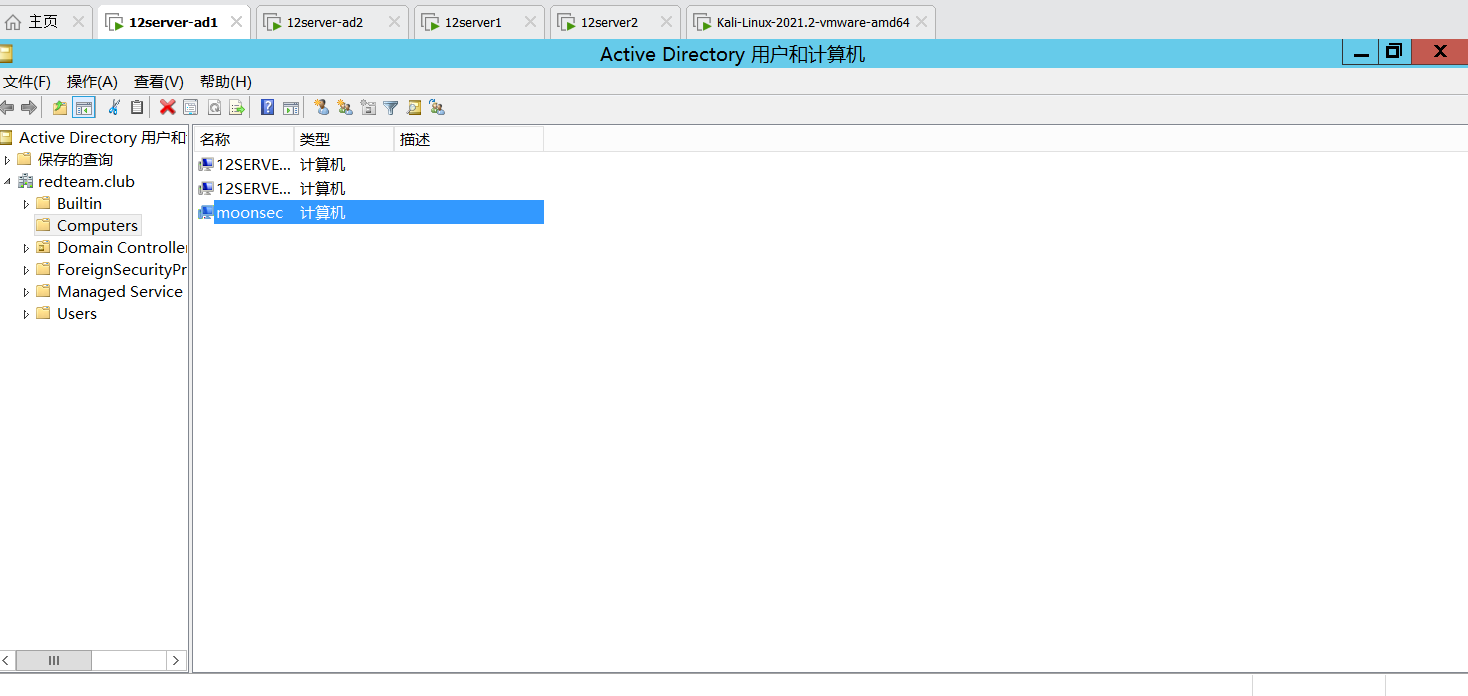 主页 12server-ad1 12server-ad2 12server1 12server2 Kali-Linux-2021.2-vmware-amd64
Active Directory 用户和计算机
文件(F) 操作(A) 查看(V) 帮助(H)
Active Directory 用户和
保存的查询
redteam.club
Builtin
Computers
Domain Controller
ForeignSecurityPr
Managed Service
Users
名称 类型 描述
12SERVE... 计算机
12SERVE... 计算机
moonsec 计算机